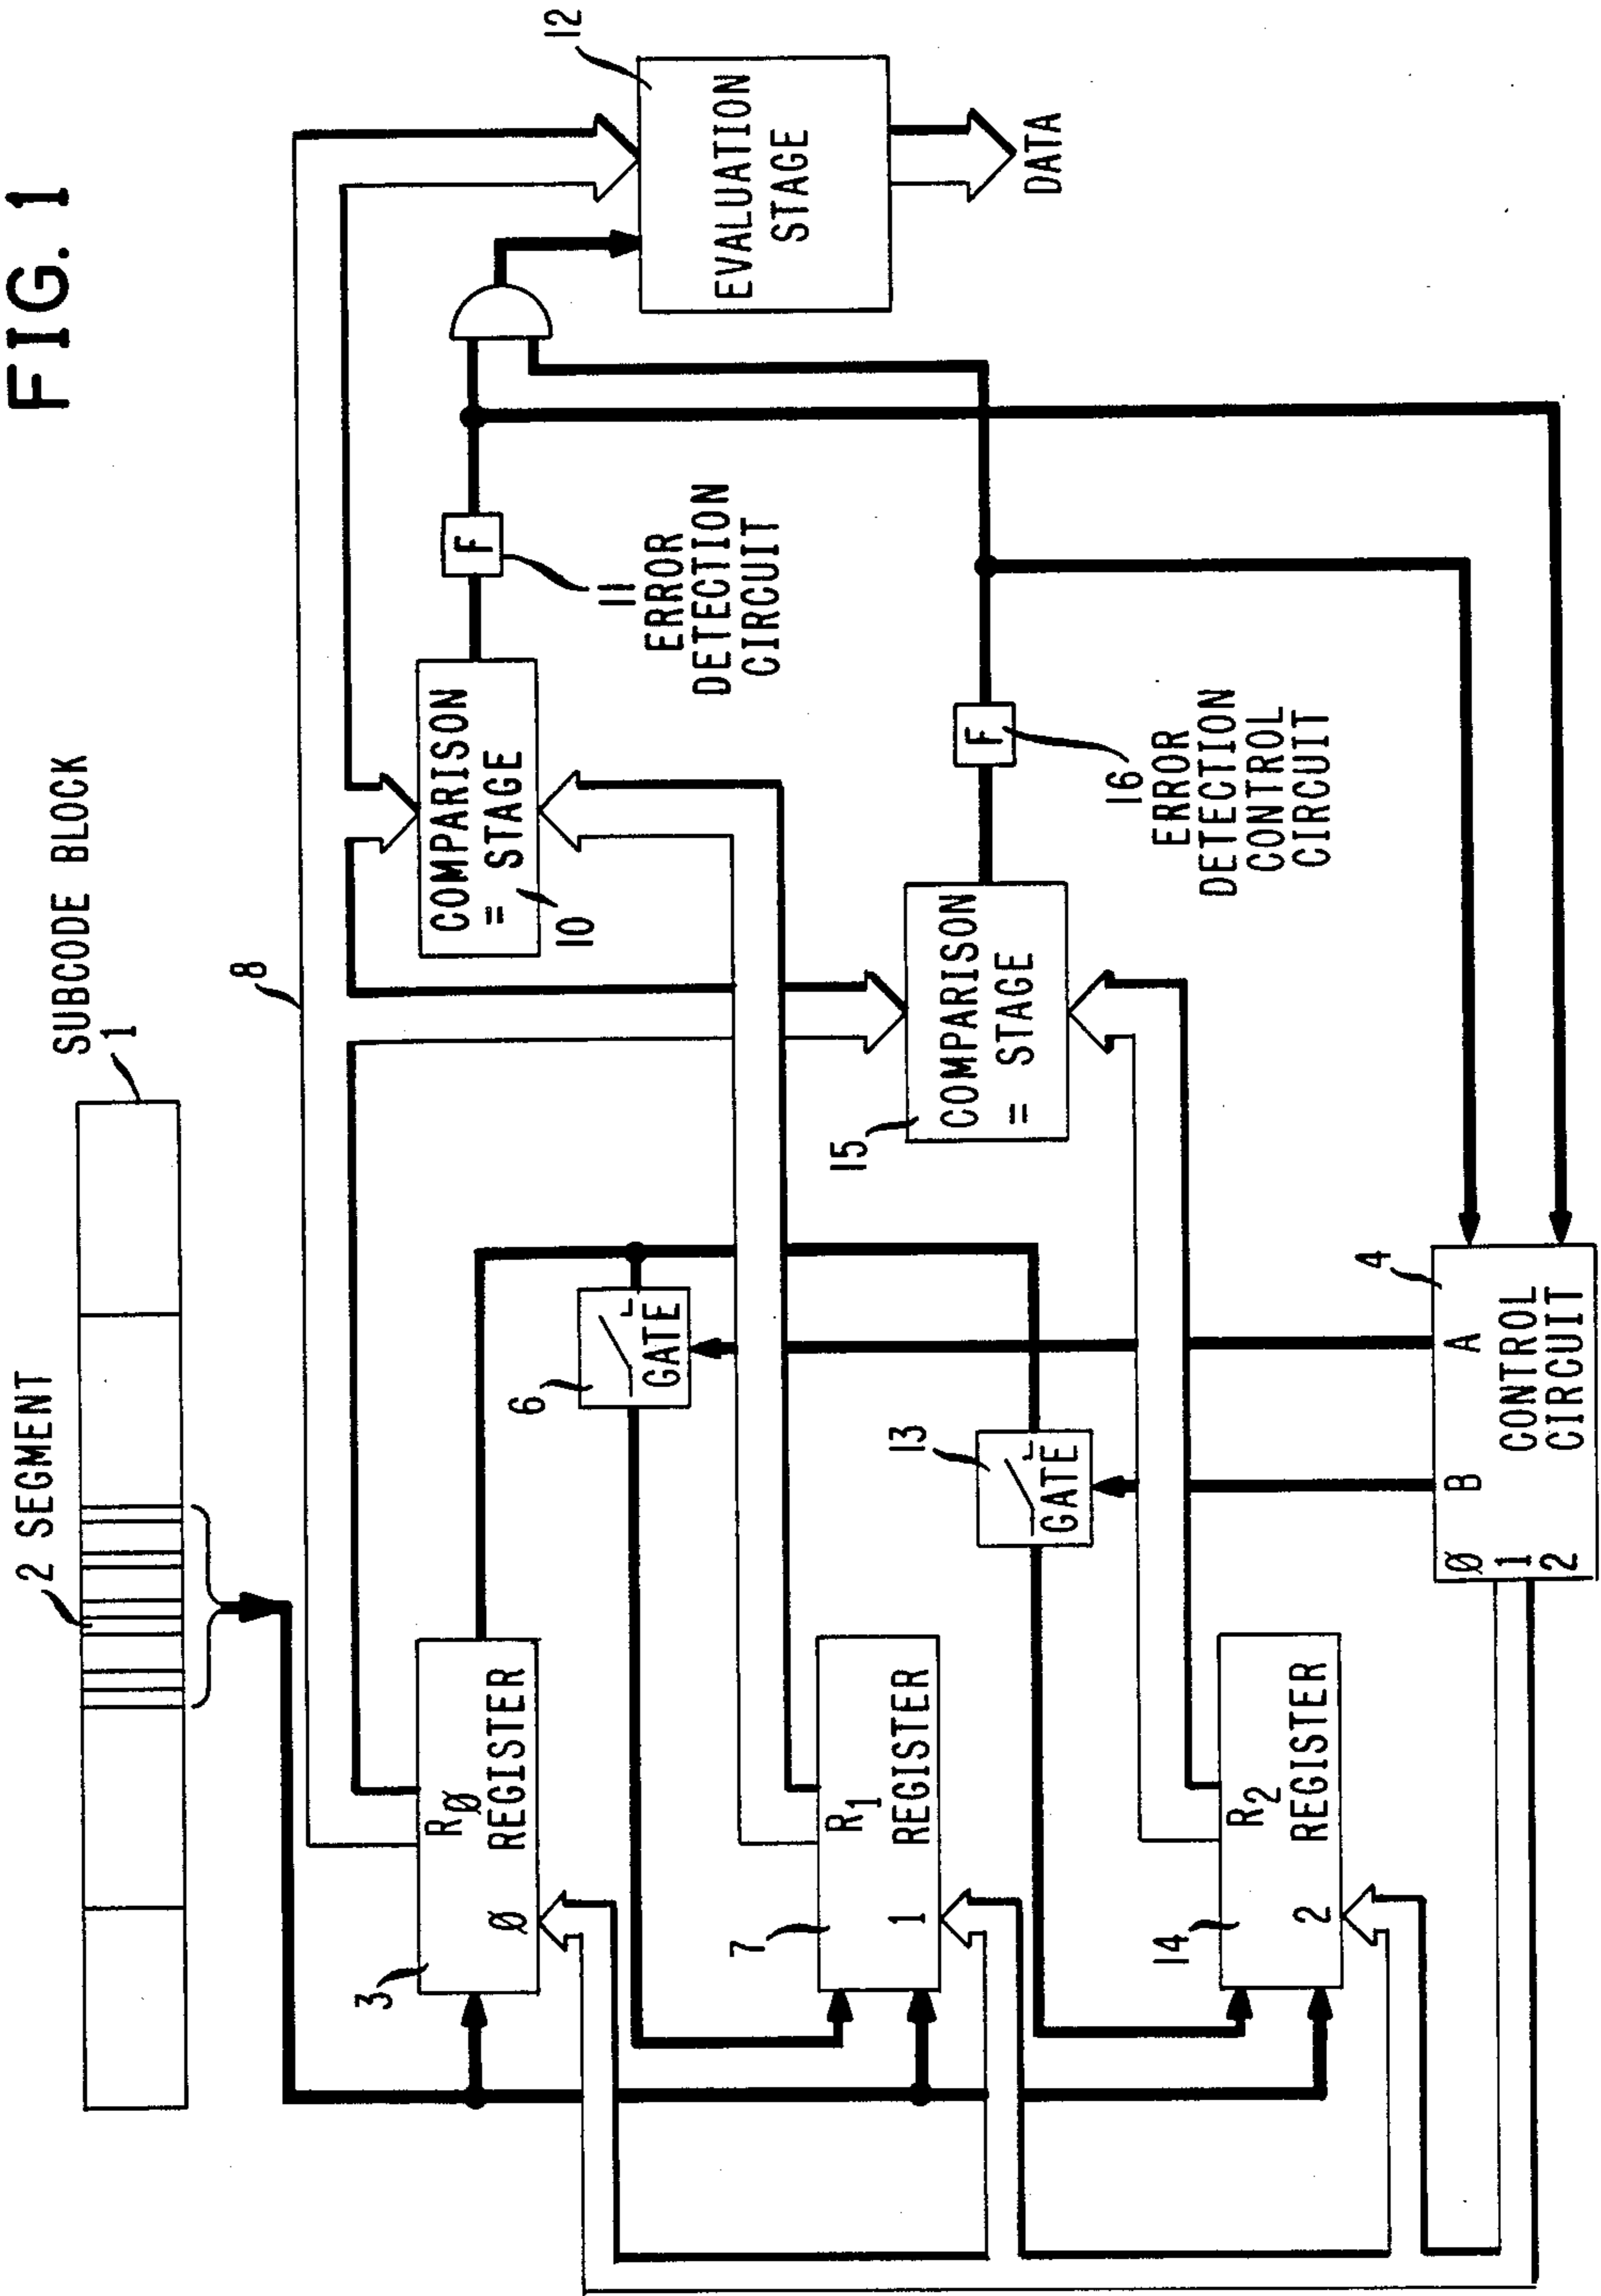 FIG. 1
SUBCODE BLOCK
1
2 SEGMENT
8
12
EVALUATION
STAGE
DATA
COMPARISON
= STAGE
10
F
11
ERROR
DETECTION
CIRCUIT
3
RØ
REGISTER
Ø
6
GATE
7
R1
REGISTER
1
13
GATE
15
COMPARISON
= STAGE
F
16
ERROR
DETECTION
CONTROL
CIRCUIT
14
R2
REGISTER
2
4
Ø B A
1 CONTROL
2 CIRCUIT